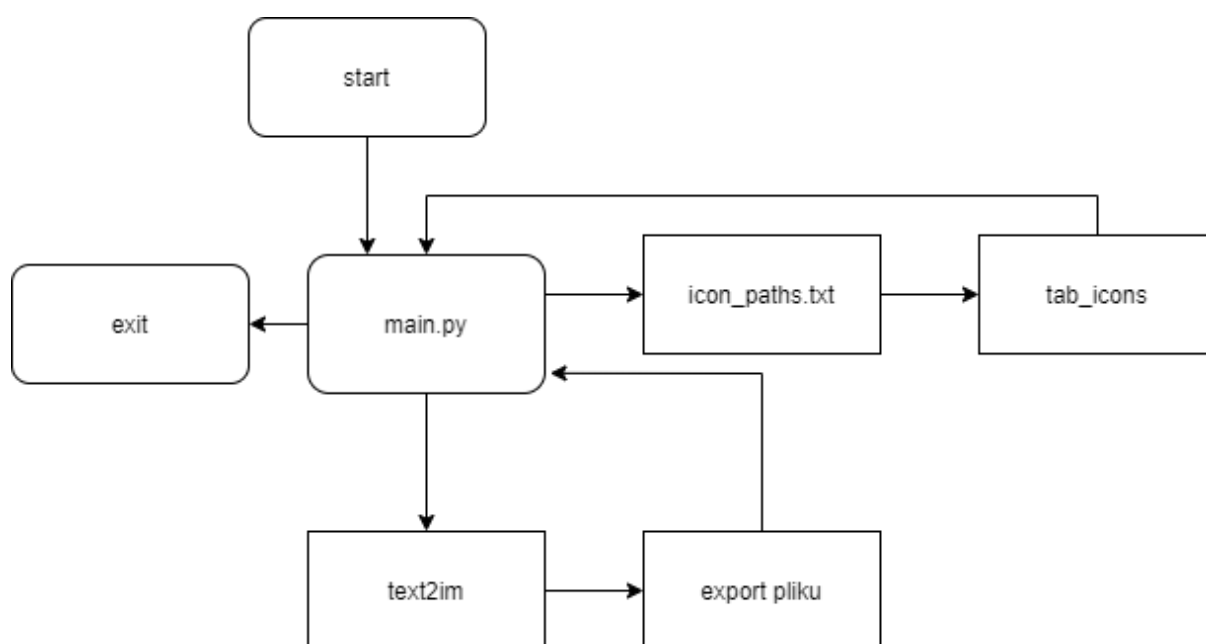 start
exit
main.py
icon_paths.txt
tab_icons
text2im
export pliku